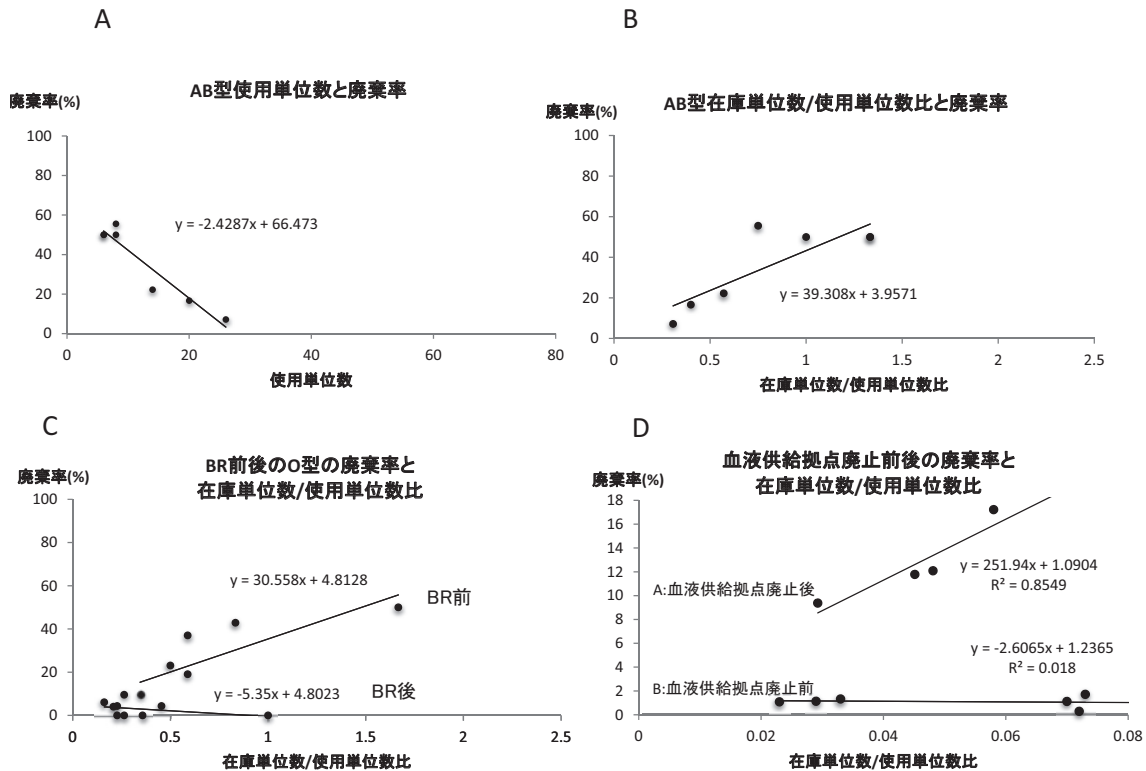 A
AB型使用単位数と廃棄率
廃棄率(%)
100
80
60
40
20
0
y = -2.4287x + 66.473
0 20 40 60 80
使用単位数
B
AB型在庫単位数/使用単位数比と廃棄率
廃棄率(%)
100
80
60
40
20
0
y = 39.308x + 3.9571
0 0.5 1 1.5 2 2.5
在庫単位数/使用単位数比
C
BR前後のO型の廃棄率と
在庫単位数/使用単位数比
廃棄率(%)
100
80
60
40
20
0
y = 30.558x + 4.8128
BR前
y = -5.35x + 4.8023
BR後
0 0.5 1 1.5 2 2.5
在庫単位数/使用単位数比
D
血液供給拠点廃止前後の廃棄率と
在庫単位数/使用単位数比
廃棄率(%)
18
16
14
12
10
8
6
4
2
0
y = 251.94x + 1.0904
R² = 0.8549
A:血液供給拠点廃止後
y = -2.6065x + 1.2365
R² = 0.018
B:血液供給拠点廃止前
0 0.02 0.04 0.06 0.08
在庫単位数/使用単位数比